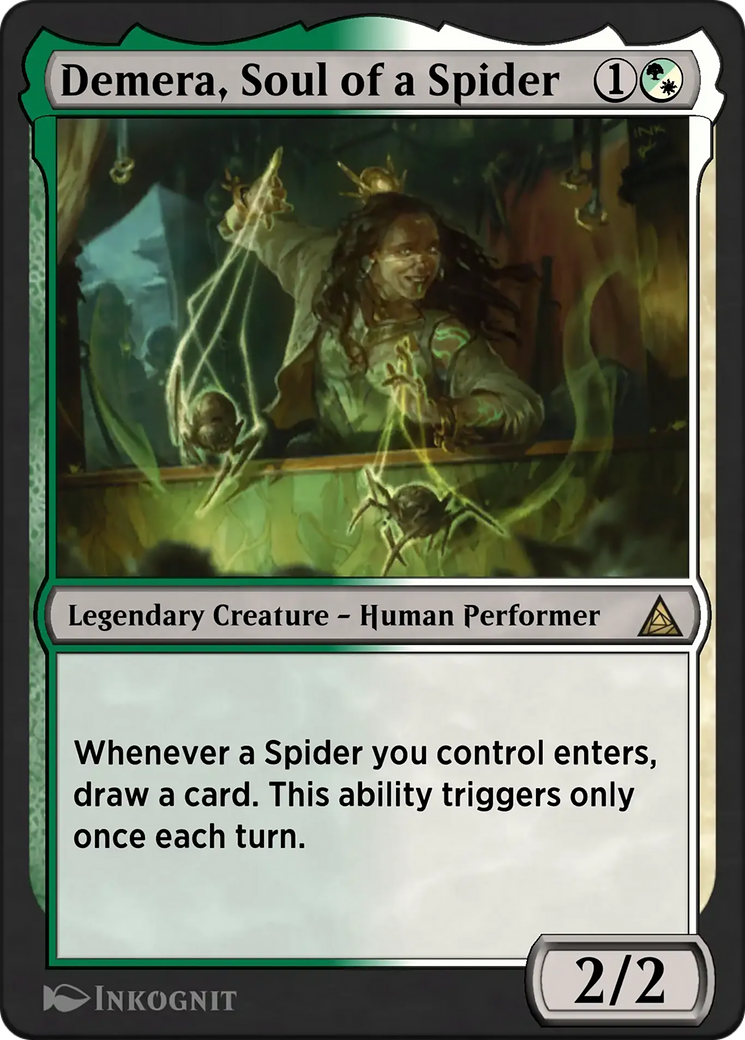 Demera, Soul of a Spider 1
Legendary Creature – Human Performer
Whenever a Spider you control enters,
draw a card. This ability triggers only
once each turn.
2/2
INKOGNIT